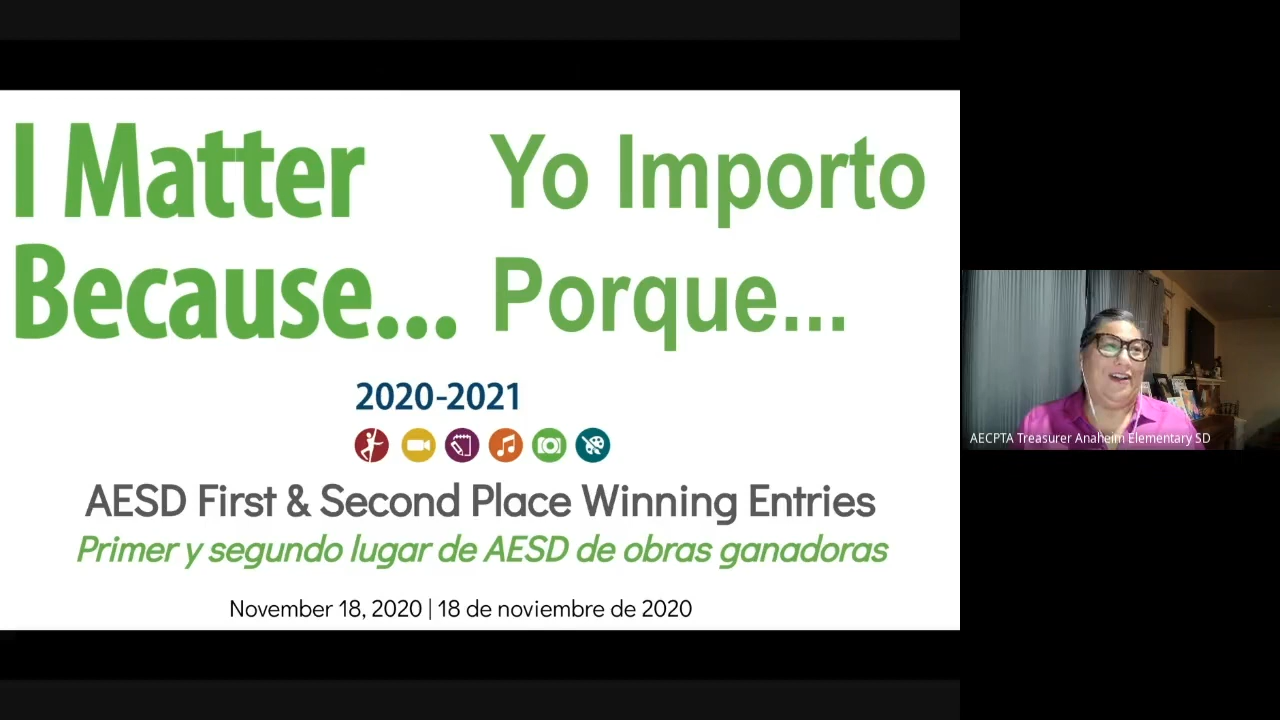 I Matter
Because...
Yo Importo
Porque...
2020-2021
AESD First & Second Place Winning Entries
Primer y segundo lugar de AESD de obras ganadoras
November 18, 2020 | 18 de noviembre de 2020
AECPTA Treasurer Anaheim Elementary SD